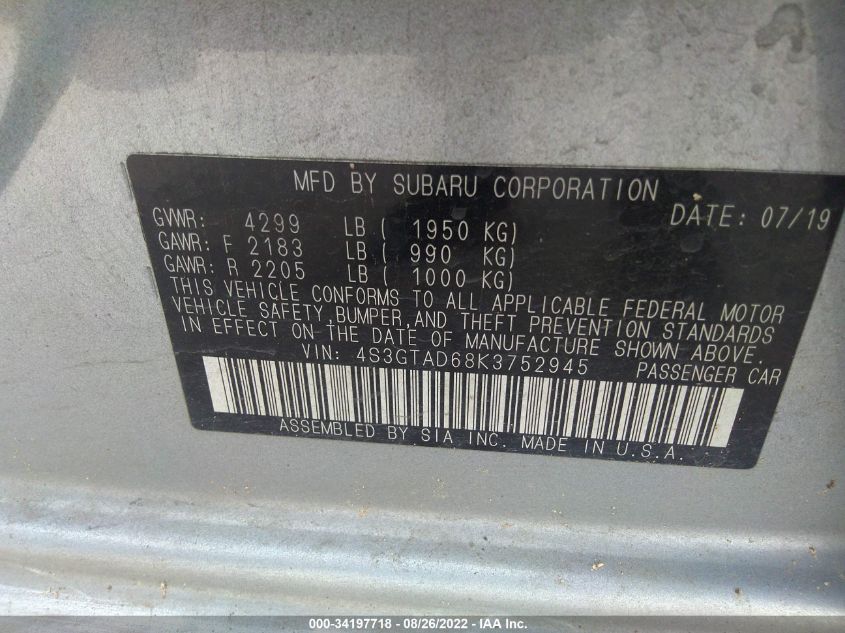 MFD BY SUBARU CORPORATION
DATE: 07/19
GVWR: 4299 LB ( 1950 KG)
GAWR: F 2183 LB ( 990 KG)
GAWR: R 2205 LB ( 1000 KG)
THIS VEHICLE CONFORMS TO ALL APPLICABLE FEDERAL MOTOR
VEHICLE SAFETY, BUMPER, AND THEFT PREVENTION STANDARDS
IN EFFECT ON THE DATE OF MANUFACTURE SHOWN ABOVE.
VIN: 4S3GTAD68K3752945 PASSENGER CAR
ASSEMBLED BY SIA INC. MADE IN U.S.A.
000-34197718 - 08/26/2022 - IAAI.COM